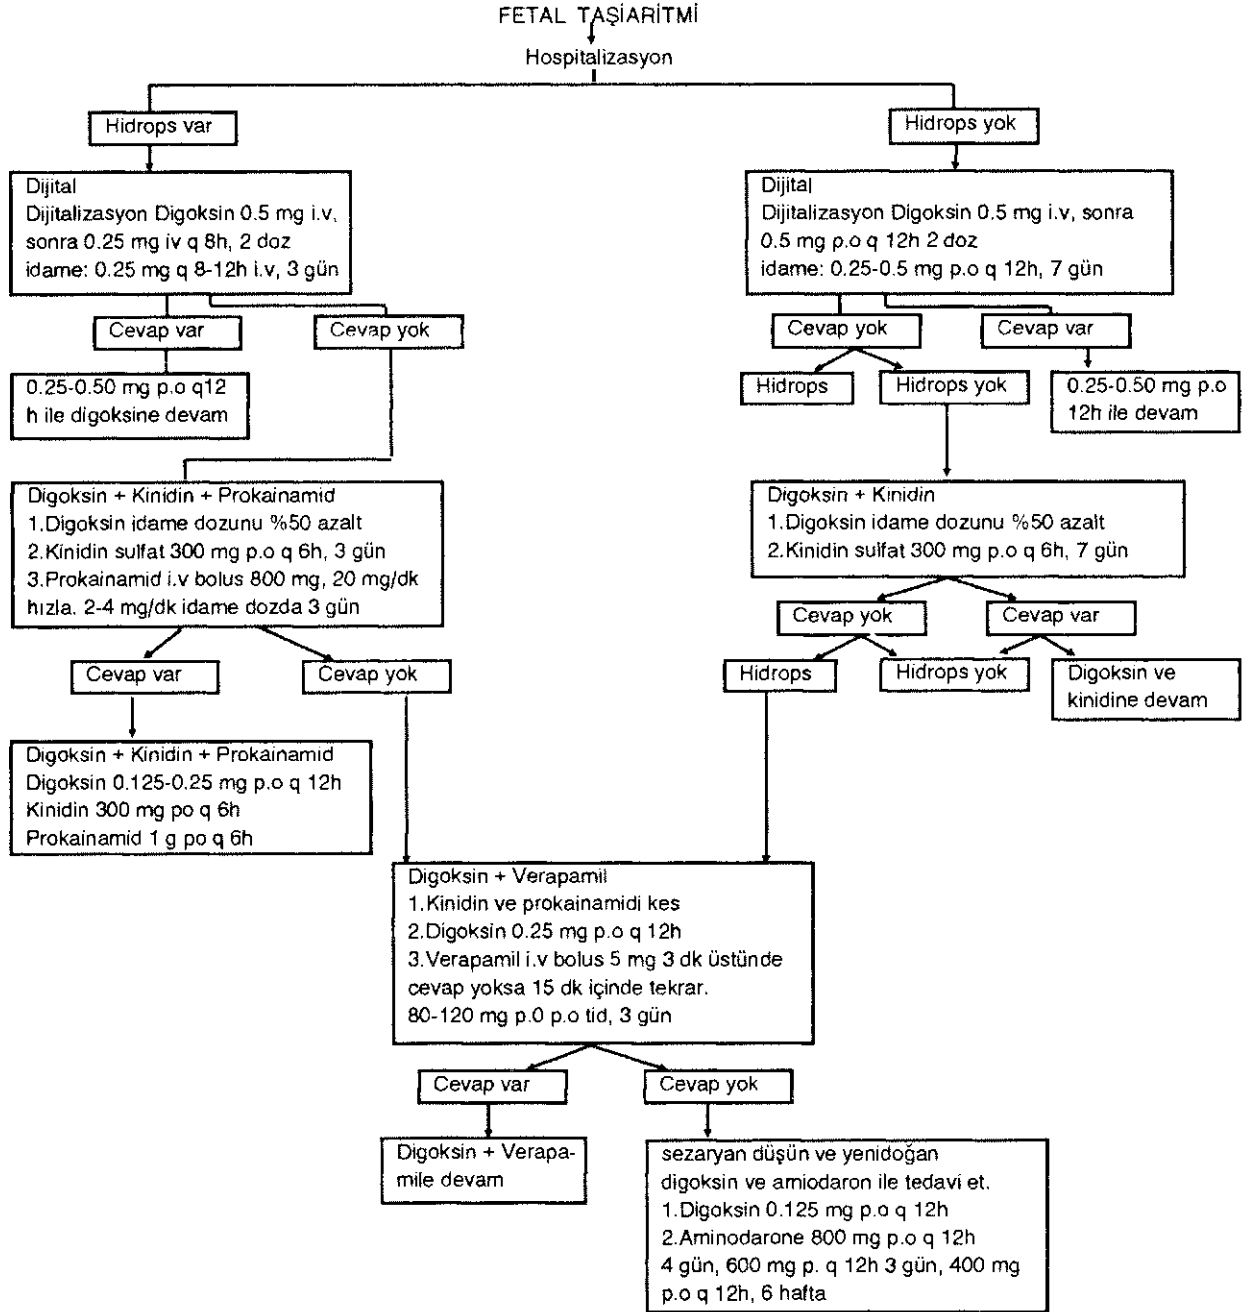 FETAL TAŞİARİTMİ
Hospitalizasyon
Hidrops var
Hidrops yok
Dijital
Dijitalizasyon Digoksin 0.5 mg i.v,
sonra 0.25 mg iv q 8h, 2 doz
idame: 0.25 mg q 8-12h i.v, 3 gün
Dijital
Dijitalizasyon Digoksin 0.5 mg i.v, sonra
0.5 mg p.o q 12h 2 doz
idame: 0.25-0.5 mg p.o q 12h, 7 gün
Cevap var
Cevap yok
Cevap yok
Cevap var
0.25-0.50 mg p.o q12
h ile digoksine devam
Hidrops
Hidrops yok
0.25-0.50 mg p.o
12h ile devam
Digoksin + Kinidin + Prokainamid
1.Digoksin idame dozunu %50 azalt
2.Kinidin sulfat 300 mg p.o q 6h, 3 gün
3.Prokainamid i.v bolus 800 mg, 20 mg/dk
hızla. 2-4 mg/dk idame dozda 3 gün
Digoksin + Kinidin
1.Digoksin idame dozunu %50 azalt
2.Kinidin sulfat 300 mg p.o q 6h, 7 gün
Cevap yok
Cevap var
Cevap var
Cevap yok
Hidrops
Hidrops yok
Digoksin ve
kinidine devam
Digoksin + Kinidin + Prokainamid
Digoksin 0.125-0.25 mg p.o q 12h
Kinidin 300 mg po q 6h
Prokainamid 1 g po q 6h
Digoksin + Verapamil
1.Kinidin ve prokainamidi kes
2.Digoksin 0.25 mg p.o q 12h
3.Verapamil i.v bolus 5 mg 3 dk üstünde
cevap yoksa 15 dk içinde tekrar.
80-120 mg p.0 p.o tid, 3 gün
Cevap var
Cevap yok
Digoksin + Verapa-
mile devam
sezaryan düşün ve yenidoğan
digoksin ve amiodaron ile tedavi et.
1.Digoksin 0.125 mg p.o q 12h
2.Aminodarone 800 mg p.o q 12h
4 gün, 600 mg p. q 12h 3 gün, 400 mg
p.o q 12h, 6 hafta